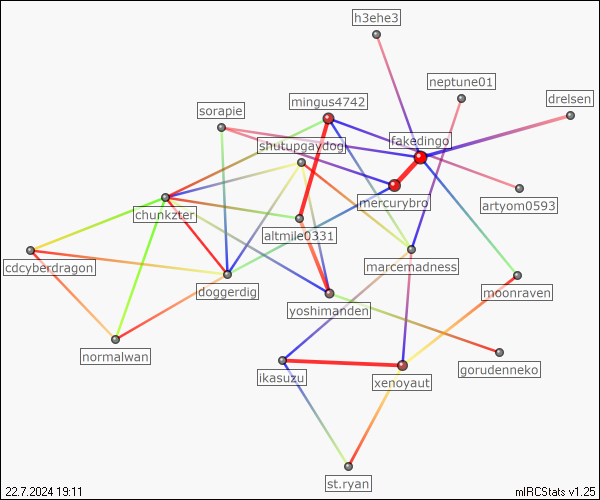 h3ehe3
neptune01
mingus4742
drelsen
sorapie
fakedingo
shutupgaydog
mercurybro
artyom0593
chunkzter
altmile0331
marcemadness
cdcyberdragon
doggerdig
moonraven
yoshimanden
normalwan
gorudenneko
ikasuzu
xenoyaut
st.ryan
22.7.2024 19:11
mIRCStats v1.25